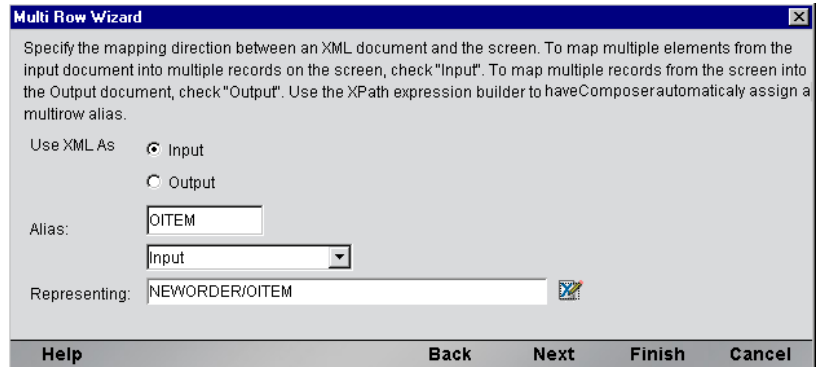 Multi Row Wizard
Specify the mapping direction between an XML document and the screen. To map multiple elements from the
input document into multiple records on the screen, check "Input". To map multiple records from the screen into
the Output document, check "Output". Use the XPath expression builder to haveComposerautomaticaly assign a
multirow alias.
Use XML As
Input
Output
Alias:
OITEM
Input
Representing:
NEWORDER/OITEM
Help Back Next Finish Cancel